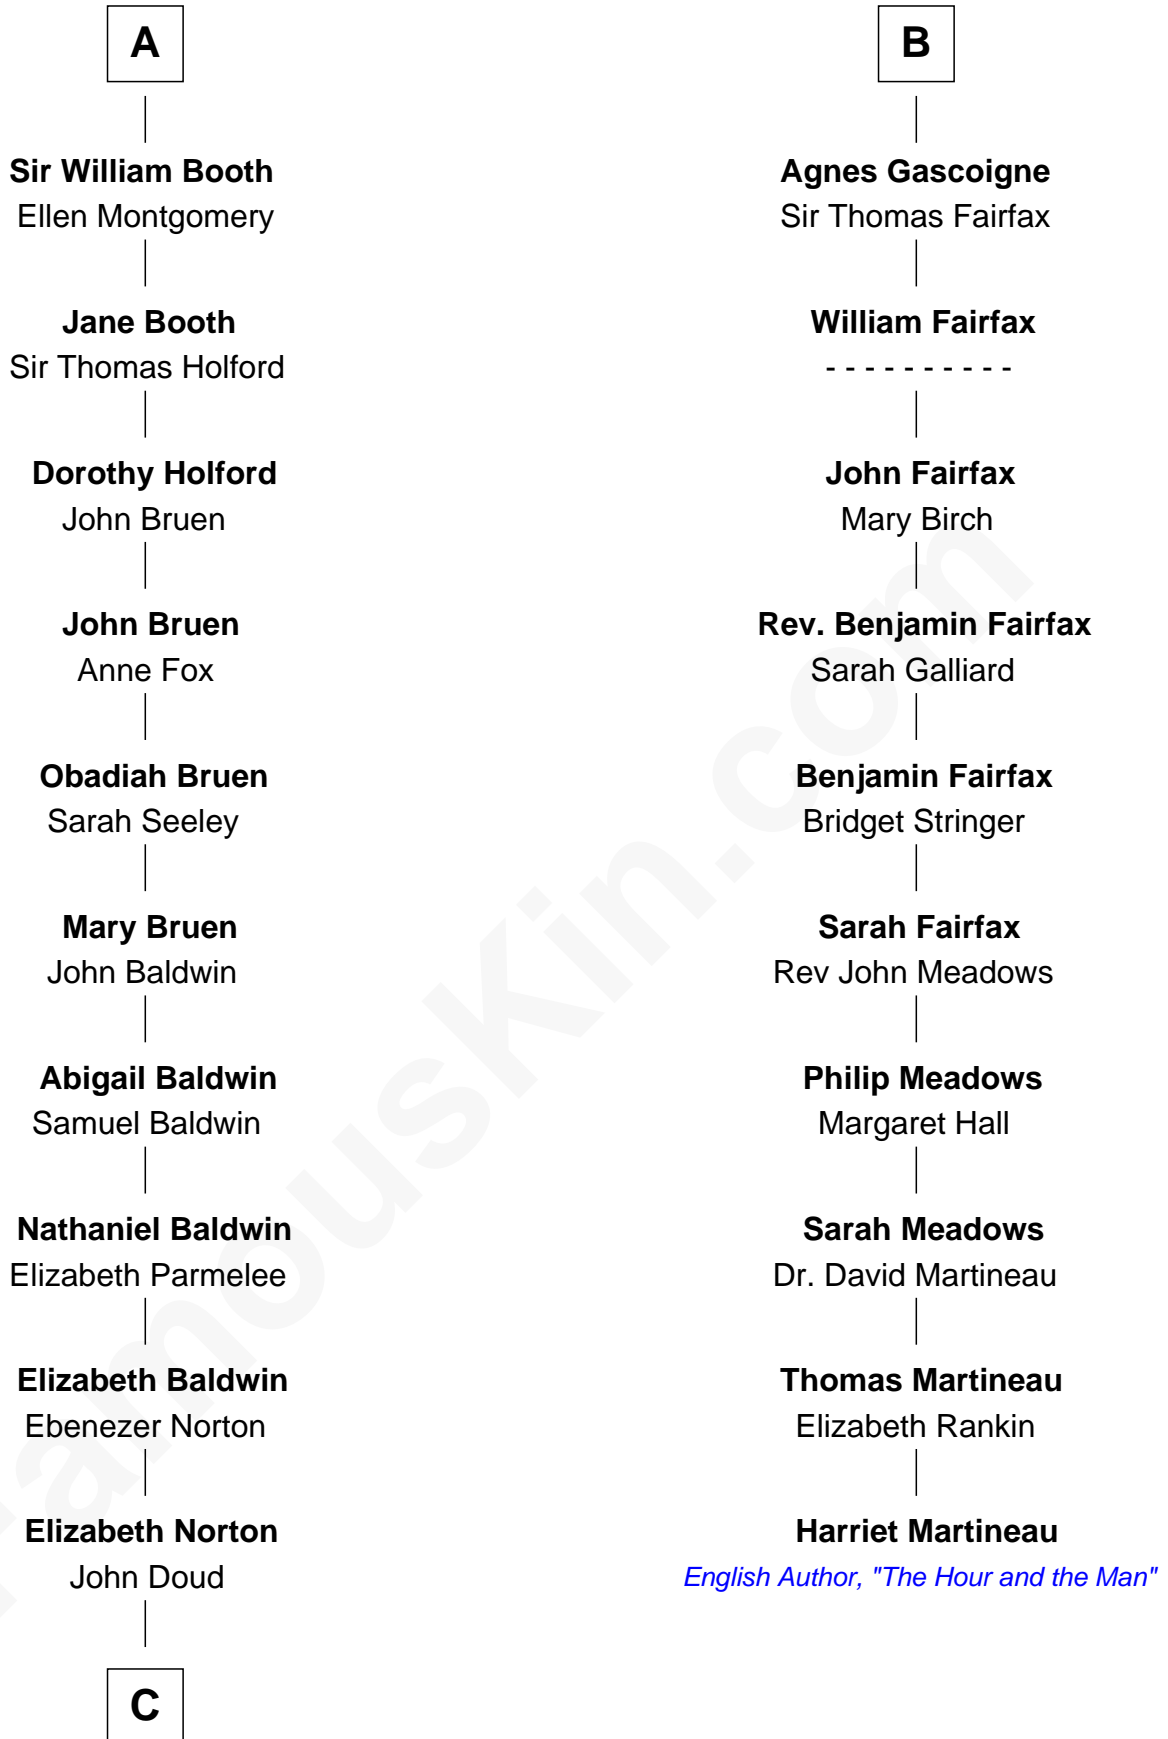 A
Sir William Booth
Ellen Montgomery
Jane Booth
Sir Thomas Holford
Dorothy Holford
John Bruen
John Bruen
Anne Fox
Obadiah Bruen
Sarah Seeley
Mary Bruen
John Baldwin
Abigail Baldwin
Samuel Baldwin
Nathaniel Baldwin
Elizabeth Parmelee
Elizabeth Baldwin
Ebenezer Norton
Elizabeth Norton
John Doud
C
B
Agnes Gascoigne
Sir Thomas Fairfax
William Fairfax
- - - - - - - - - -
John Fairfax
Mary Birch
Rev. Benjamin Fairfax
Sarah Galliard
Benjamin Fairfax
Bridget Stringer
Sarah Fairfax
Rev John Meadows
Philip Meadows
Margaret Hall
Sarah Meadows
Dr. David Martineau
Thomas Martineau
Elizabeth Rankin
Harriet Martineau
English Author, "The Hour and the Man"
FamousKin.com